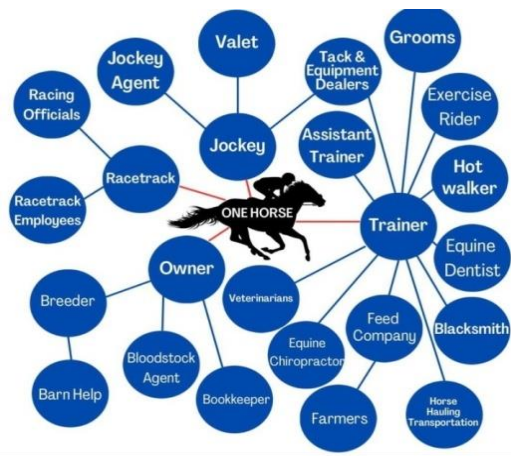 Grooms
Valet
Jockey
Agent
Tack &
Equipment
Dealers
Exercise
Rider
Racing
Officials
Jockey
Assistant
Trainer
Hot
walker
Racetrack
Racetrack
Employees
ONE HORSE
Trainer
Equine
Dentist
Owner
Breeder
Veterinarians
Feed
Company
Blacksmith
Equine
Chiropractor
Bloodstock
Agent
Barn Help
Bookkeeper
Farmers
Horse
Hauling
Transportation